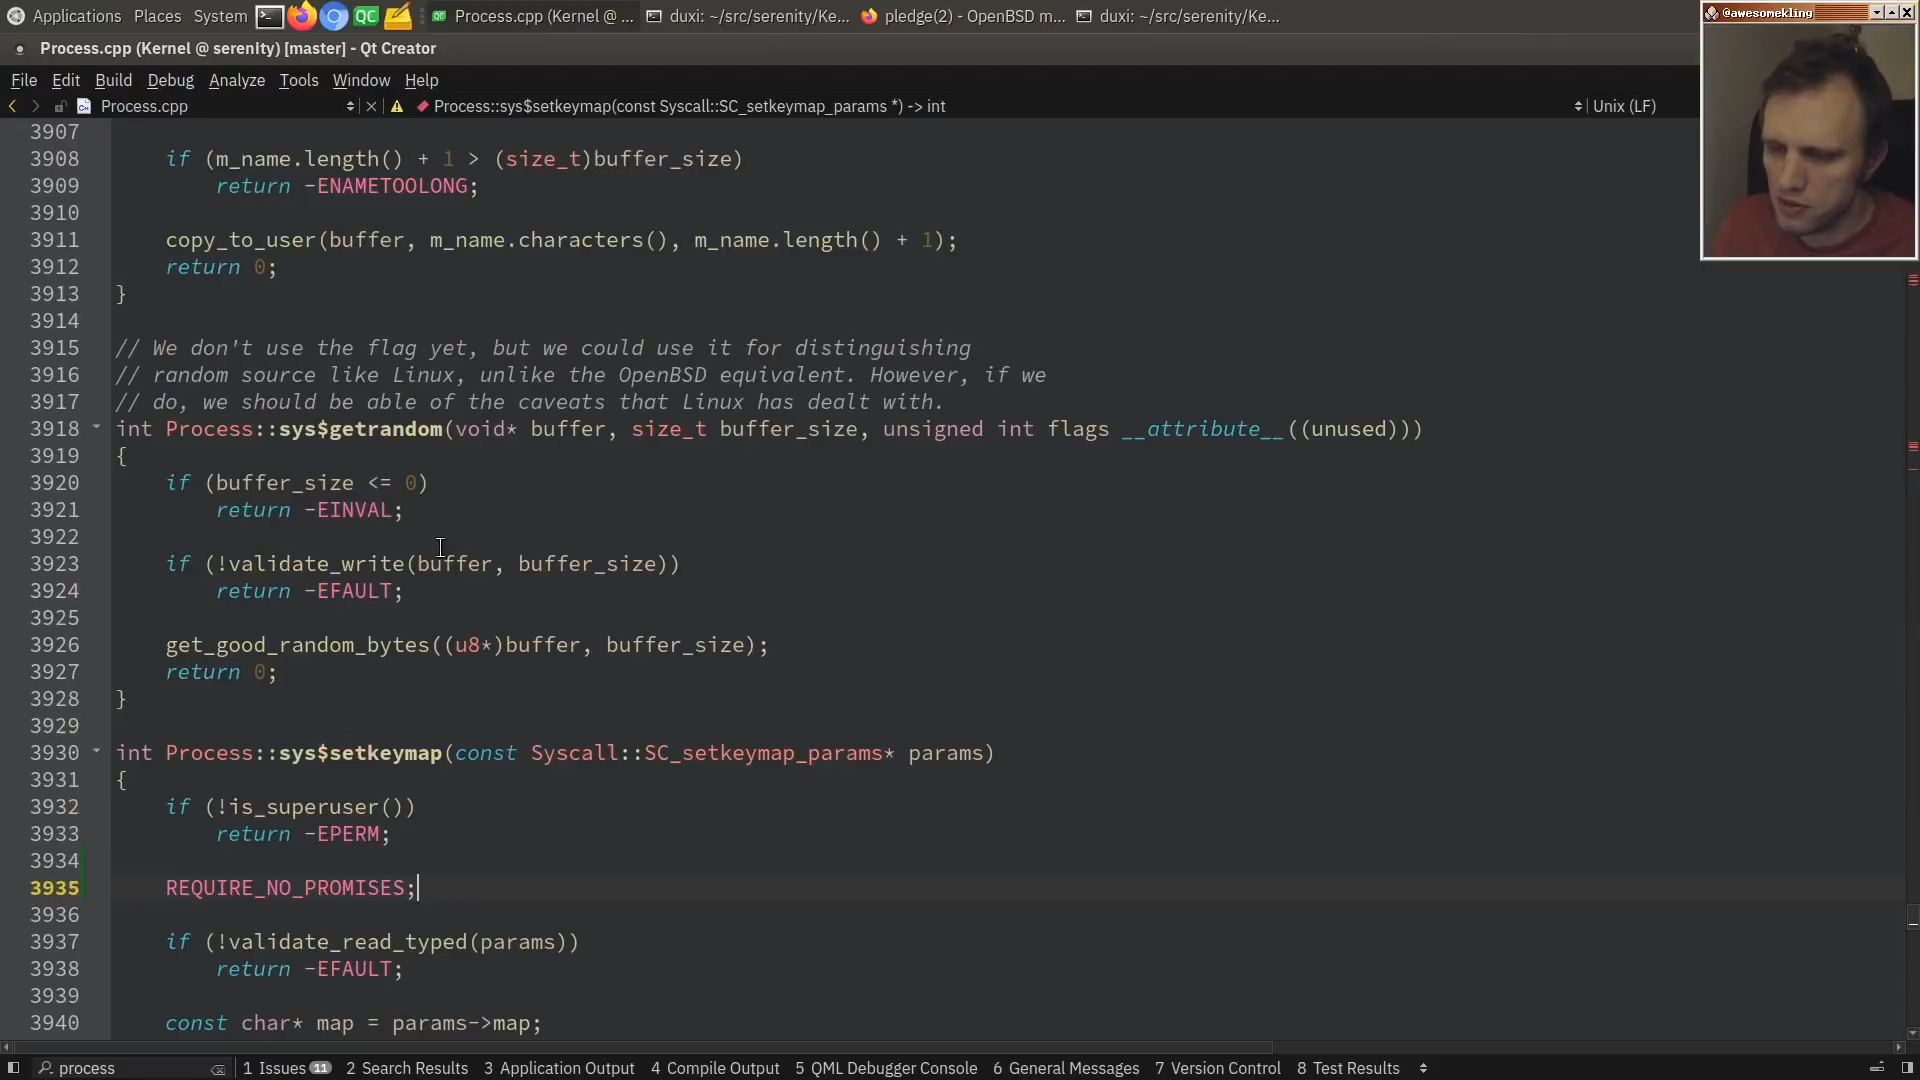 Applications Places System QC Process.cpp (Kernel @ ... duxi: ~/src/serenity/Ke... pledge(2) - OpenBSD m... duxi: ~/src/serenity/Ke...
@awesomekling
Process.cpp (Kernel @ serenity) [master] - Qt Creator
File Edit Build Debug Analyze Tools Window Help
Process.cpp Process::sys$setkeymap(const Syscall::SC_setkeymap_params *) -> int Unix (LF)
3907
3908 if (m_name.length() + 1 > (size_t)buffer_size)
3909 return -ENAMETOOLONG;
3910
3911 copy_to_user(buffer, m_name.characters(), m_name.length() + 1);
3912 return 0;
3913 }
3914
3915 // We don't use the flag yet, but we could use it for distinguishing
3916 // random source like Linux, unlike the OpenBSD equivalent. However, if we
3917 // do, we should be able of the caveats that Linux has dealt with.
3918 int Process::sys$getrandom(void* buffer, size_t buffer_size, unsigned int flags __attribute__((unused)))
3919 {
3920 if (buffer_size <= 0)
3921 return -EINVAL;
3922
3923 if (!validate_write(buffer, buffer_size))
3924 return -EFAULT;
3925
3926 get_good_random_bytes((u8*)buffer, buffer_size);
3927 return 0;
3928 }
3929
3930 int Process::sys$setkeymap(const Syscall::SC_setkeymap_params* params)
3931 {
3932 if (!is_superuser())
3933 return -EPERM;
3934
3935 REQUIRE_NO_PROMISES;
3936
3937 if (!validate_read_typed(params))
3938 return -EFAULT;
3939
3940 const char* map = params->map;
process 1 Issues 11 2 Search Results 3 Application Output 4 Compile Output 5 QML Debugger Console 6 General Messages 7 Version Control 8 Test Results